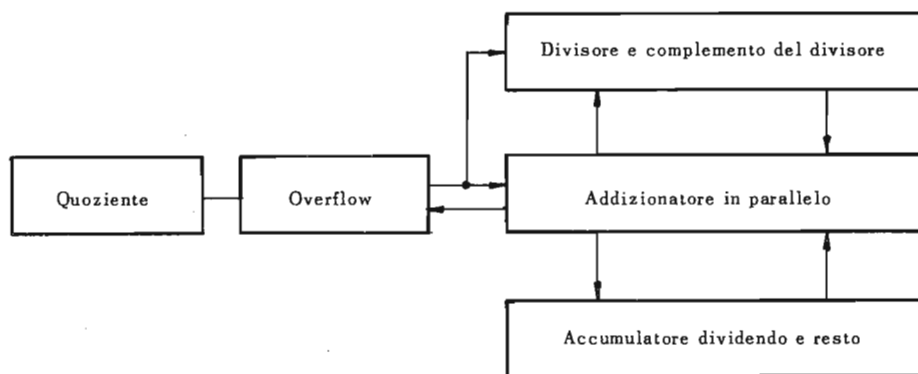 Divisore e complemento del divisore
Quoziente
Overflow
Addizionatore in parallelo
Accumulatore dividendo e resto